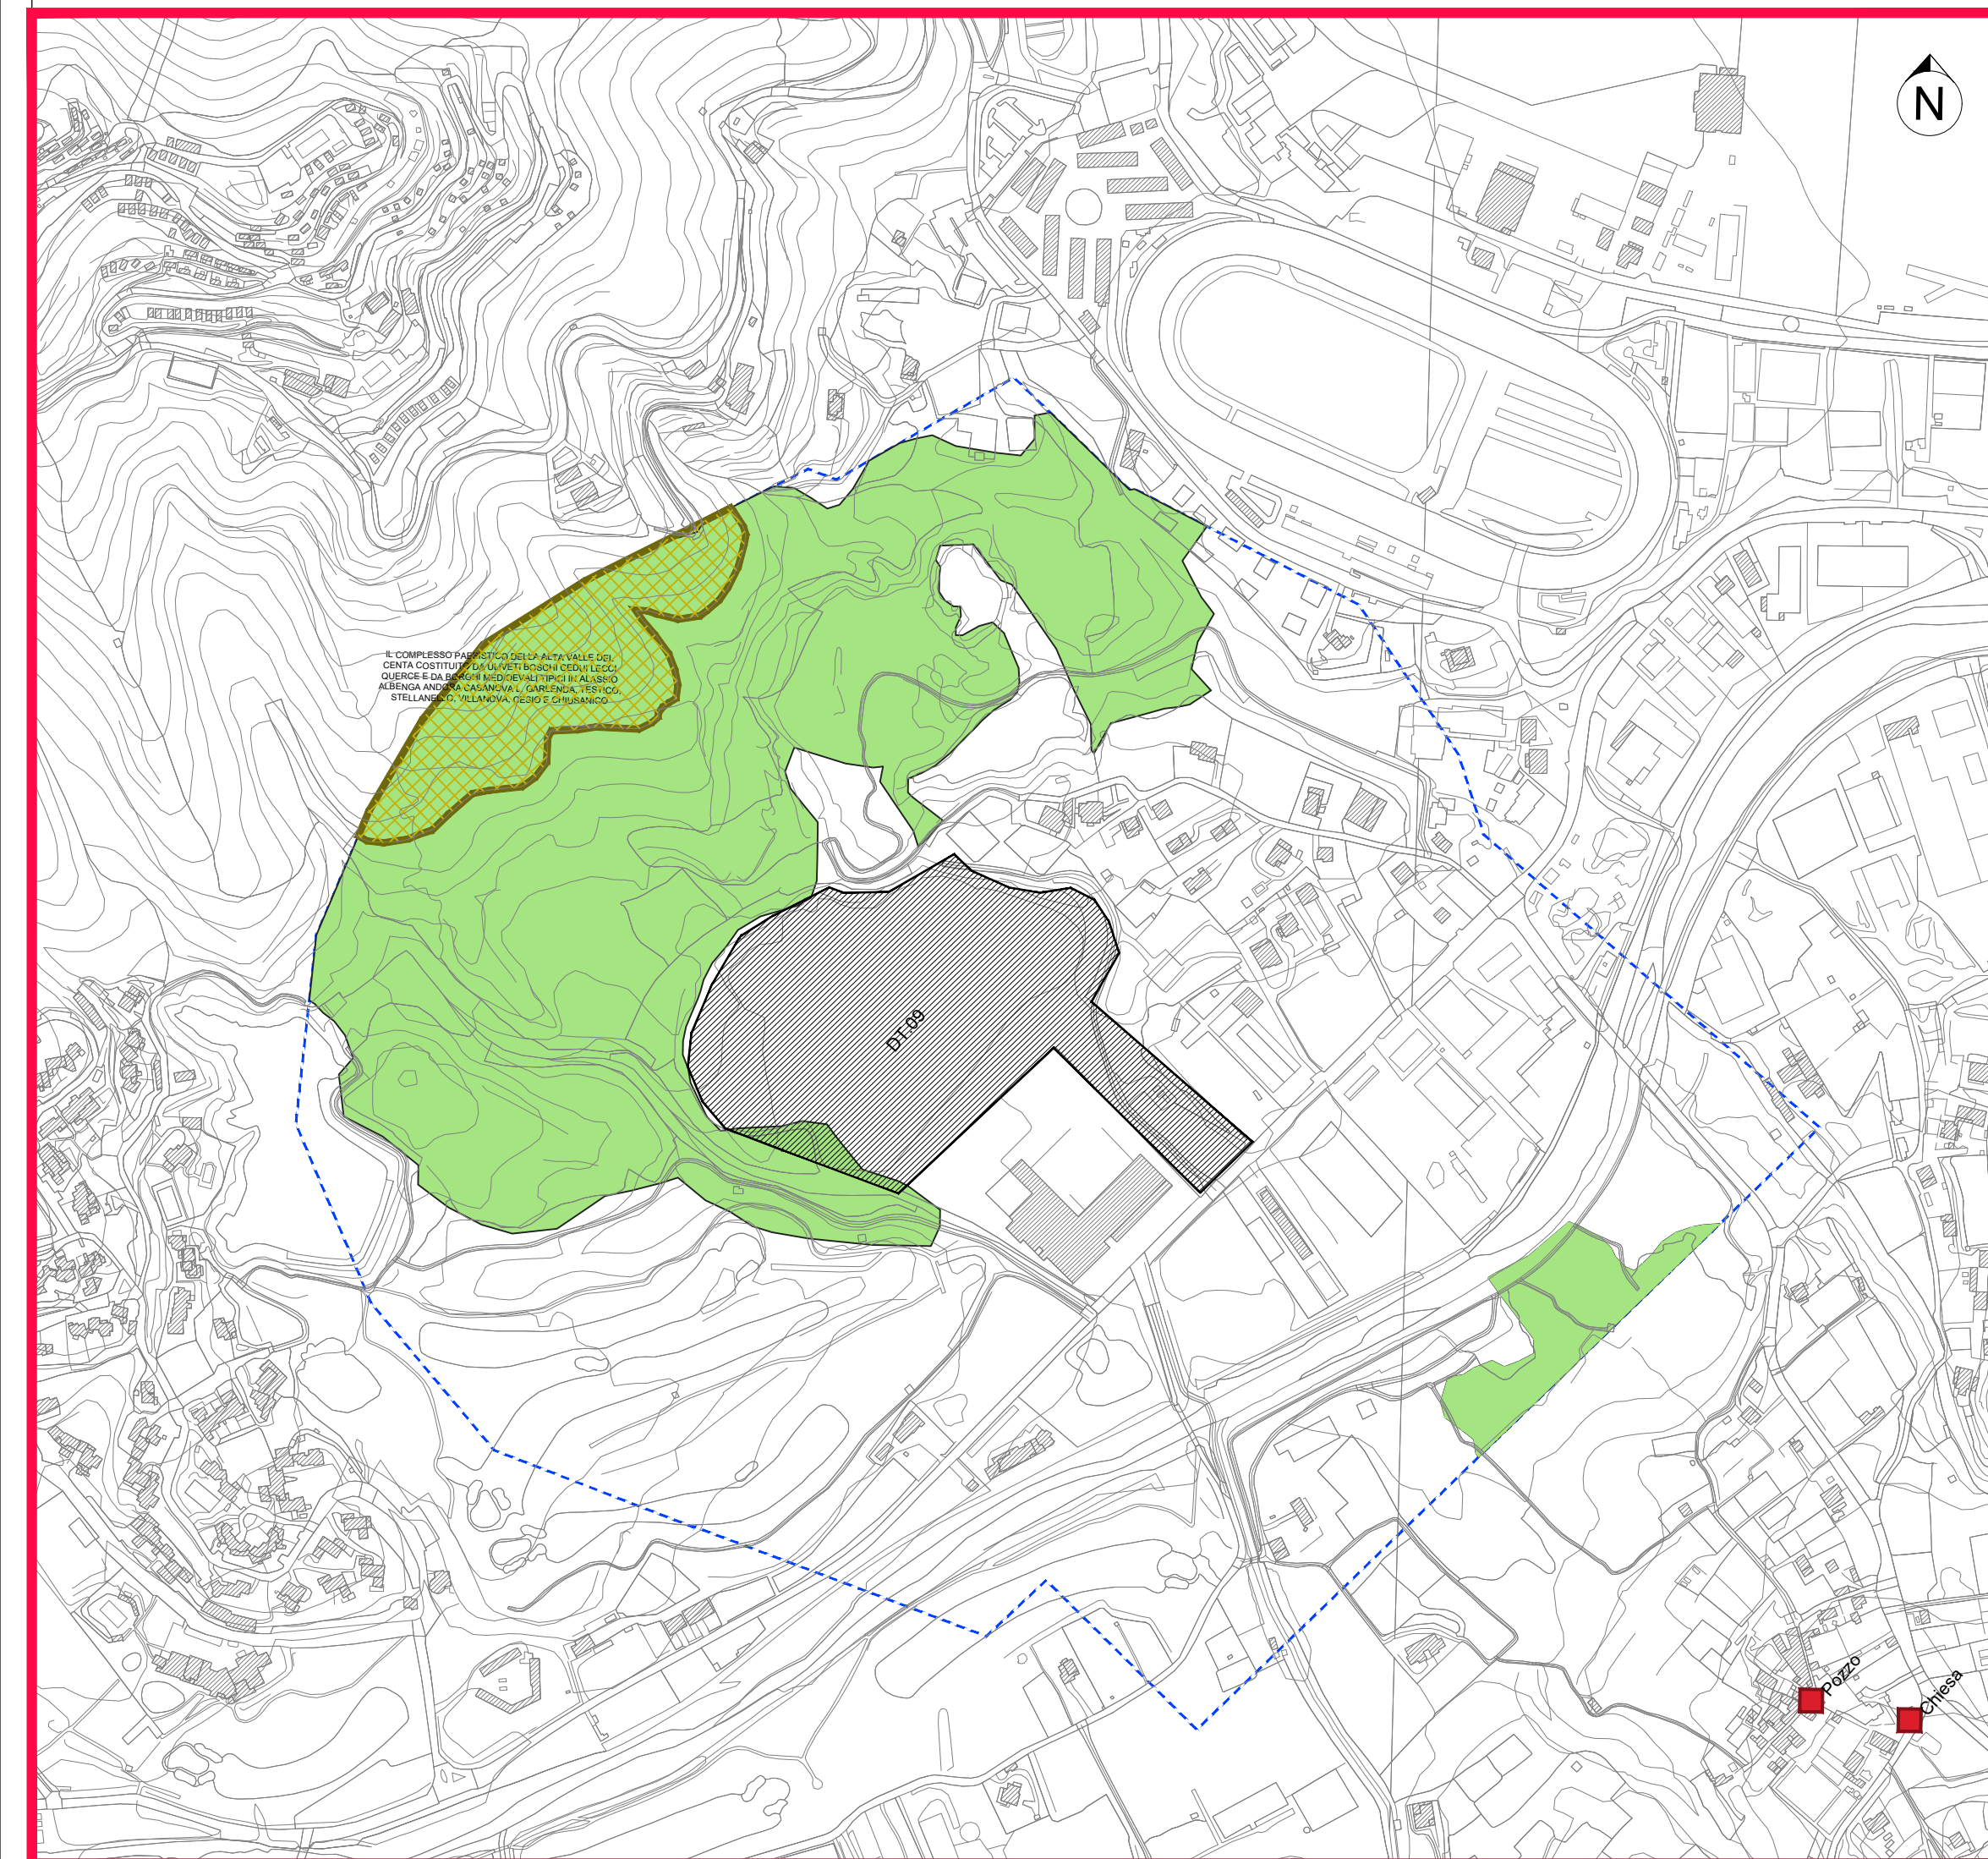 N
IL COMPLESSO PAESISTICO DELLA ALTA VALLE DEL
CENTA COSTITUITO DA ULIVETI BOSCHI CEDUI LECCI
QUERCE E DA BORGHI MEDIOEVALI TIPICI IN ALASSIO
ALBENGA ANDORA CASANOVA L. GARLENDA, TESTICO,
STELLANELLO, VILLANOVA, CESIO E CHIUSANICO
DT.09
Pozzo
Chiesa